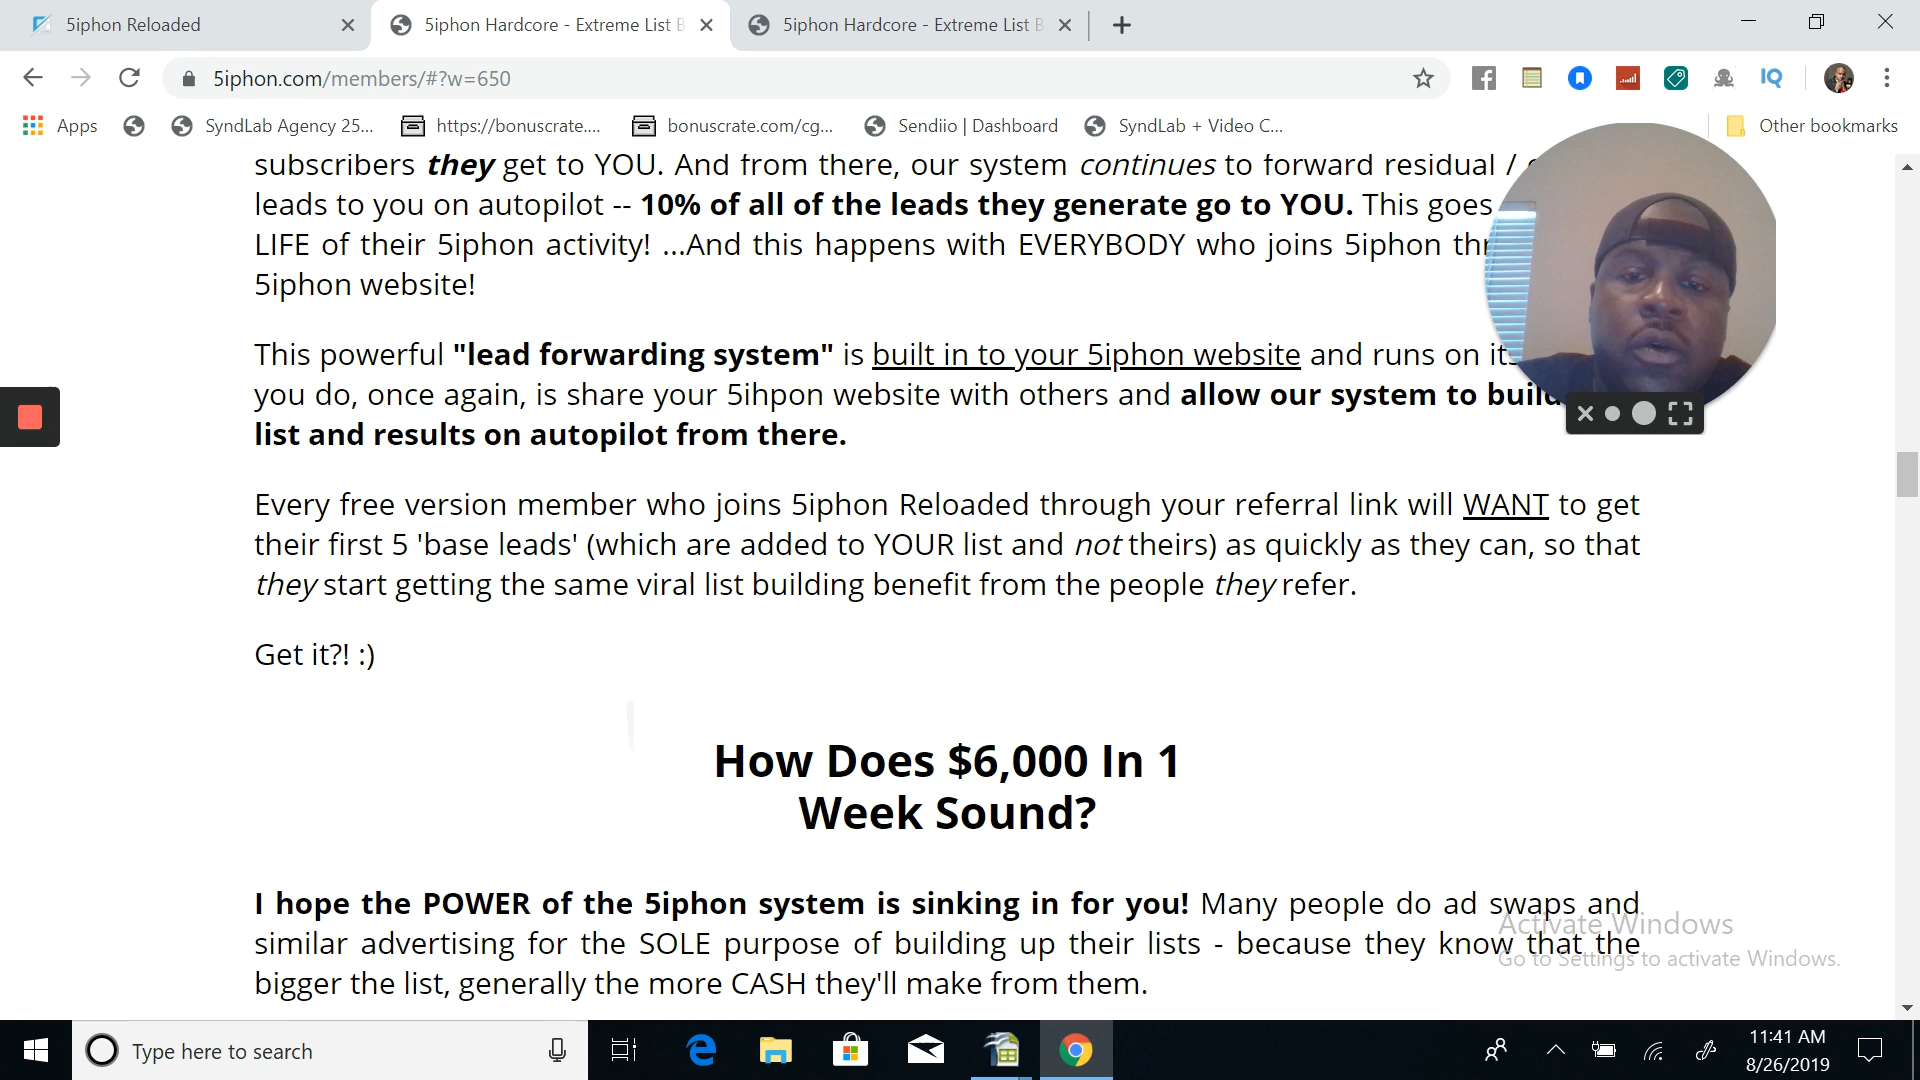 5iphon Reloaded
5iphon Hardcore - Extreme List B
5iphon Hardcore - Extreme List B
5iphon.com/members/#?w=650
Apps
SyndLab Agency 25...
https://bonuscrate....
bonuscrate.com/cg...
Sendiio | Dashboard
SyndLab + Video C...
Other bookmarks
subscribers they get to YOU. And from there, our system continues to forward residual /
leads to you on autopilot -- 10% of all of the leads they generate go to YOU. This goes
LIFE of their 5iphon activity! ...And this happens with EVERYBODY who joins 5iphon thr
5iphon website!
This powerful "lead forwarding system" is built in to your 5iphon website and runs on its
you do, once again, is share your 5ihpon website with others and allow our system to build
list and results on autopilot from there.
Every free version member who joins 5iphon Reloaded through your referral link will WANT to get
their first 5 'base leads' (which are added to YOUR list and not theirs) as quickly as they can, so that
they start getting the same viral list building benefit from the people they refer.
Get it?! :)
How Does $6,000 In 1
Week Sound?
I hope the POWER of the 5iphon system is sinking in for you! Many people do ad swaps and
similar advertising for the SOLE purpose of building up their lists - because they know that the
bigger the list, generally the more CASH they'll make from them.
Activate Windows
Go to Settings to activate Windows.
Type here to search
11:41 AM
8/26/2019